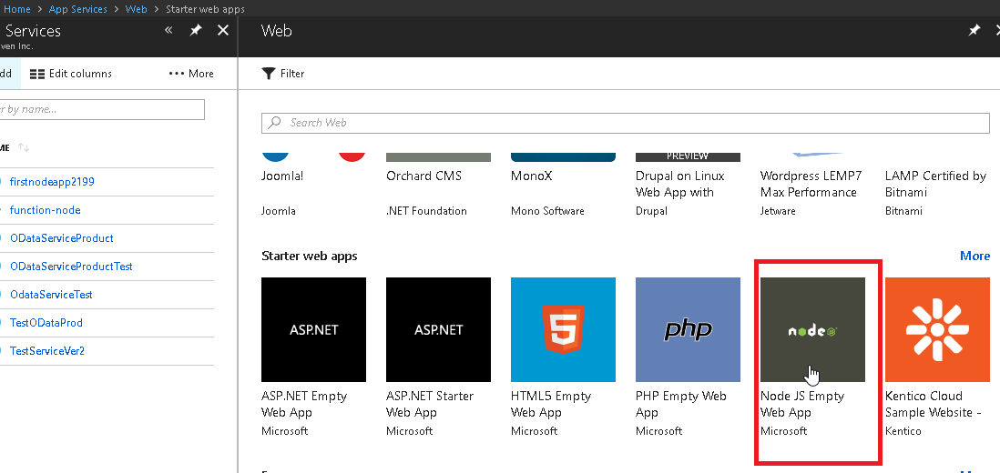 Home > App Services > Web > Starter web apps
Services
ven Inc.
dd
Edit columns
More
r by name...
ME
firstnodeapp2199
function-node
ODataServiceProduct
ODataServiceProductTest
OdataServiceTest
TestODataProd
TestServiceVer2
Web
Filter
Search Web
Joomla!
Joomla
Orchard CMS
.NET Foundation
MonoX
Mono Software
PREVIEW
Drupal on Linux
Web App with
Drupal
Wordpress LEMP7
Max Performance
Jetware
LAMP Certified by
Bitnami
Bitnami
Starter web apps
More
ASP.NET
ASP.NET Empty
Web App
Microsoft
ASP.NET
ASP.NET Starter
Web App
Microsoft
5
HTML5 Empty
Web App
Microsoft
php
PHP Empty Web
App
Microsoft
node
Node JS Empty
Web App
Microsoft
Kentico Cloud
Sample Website -
Kentico